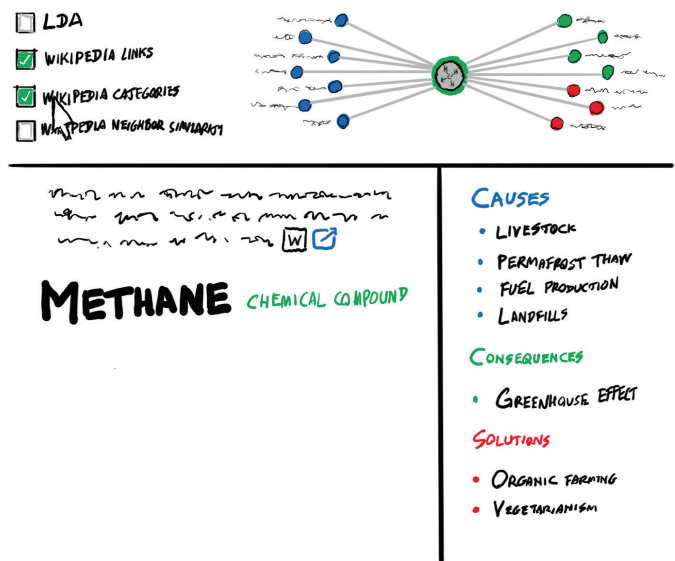 LDA
WIKIPEDIA LINKS
WIKIPEDIA CATEGORIES
WIKIPEDIA NEIGHBOR SIMILARITY
W
METHANE CHEMICAL COMPOUND
CAUSES
• LIVESTOCK
• PERMAFROST THAW
• FUEL PRODUCTION
• LANDFILLS
CONSEQUENCES
• GREENHOUSE EFFECT
SOLUTIONS
• ORGANIC FARMING
• VEGETARIANISM